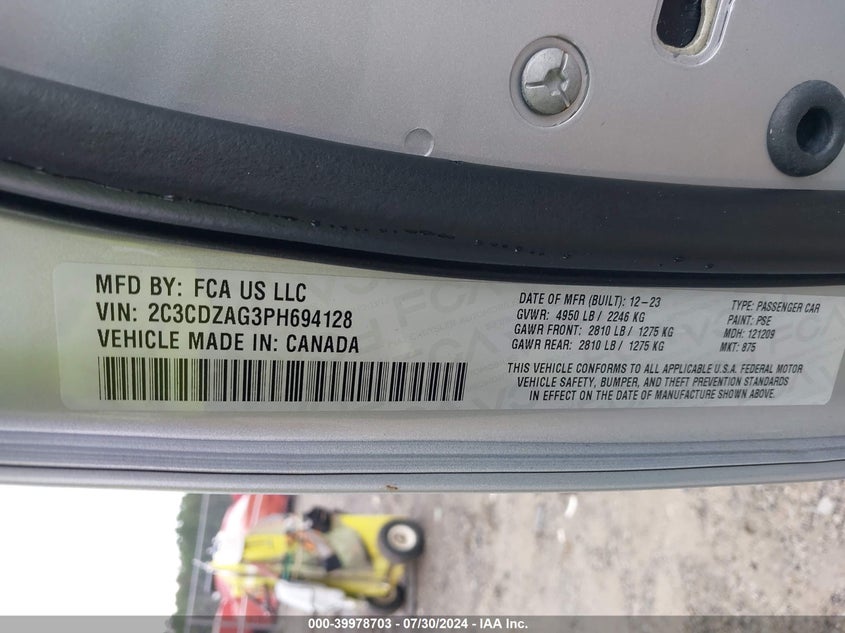 MFD BY: FCA US LLC
VIN: 2C3CDZAG3PH694128
VEHICLE MADE IN: CANADA
DATE OF MFR (BUILT): 12-23
GVWR: 4950 LB / 2246 KG
GAWR FRONT: 2810 LB / 1275 KG
GAWR REAR: 2810 LB / 1275 KG
TYPE: PASSENGER CAR
PAINT: PSE
MDH: 121209
MKT: 875
THIS VEHICLE CONFORMS TO ALL APPLICABLE U.S.A. FEDERAL MOTOR
VEHICLE SAFETY, BUMPER, AND THEFT PREVENTION STANDARDS
IN EFFECT ON THE DATE OF MANUFACTURE SHOWN ABOVE.
000-39978703 - 07/30/2024 - IAA Inc.